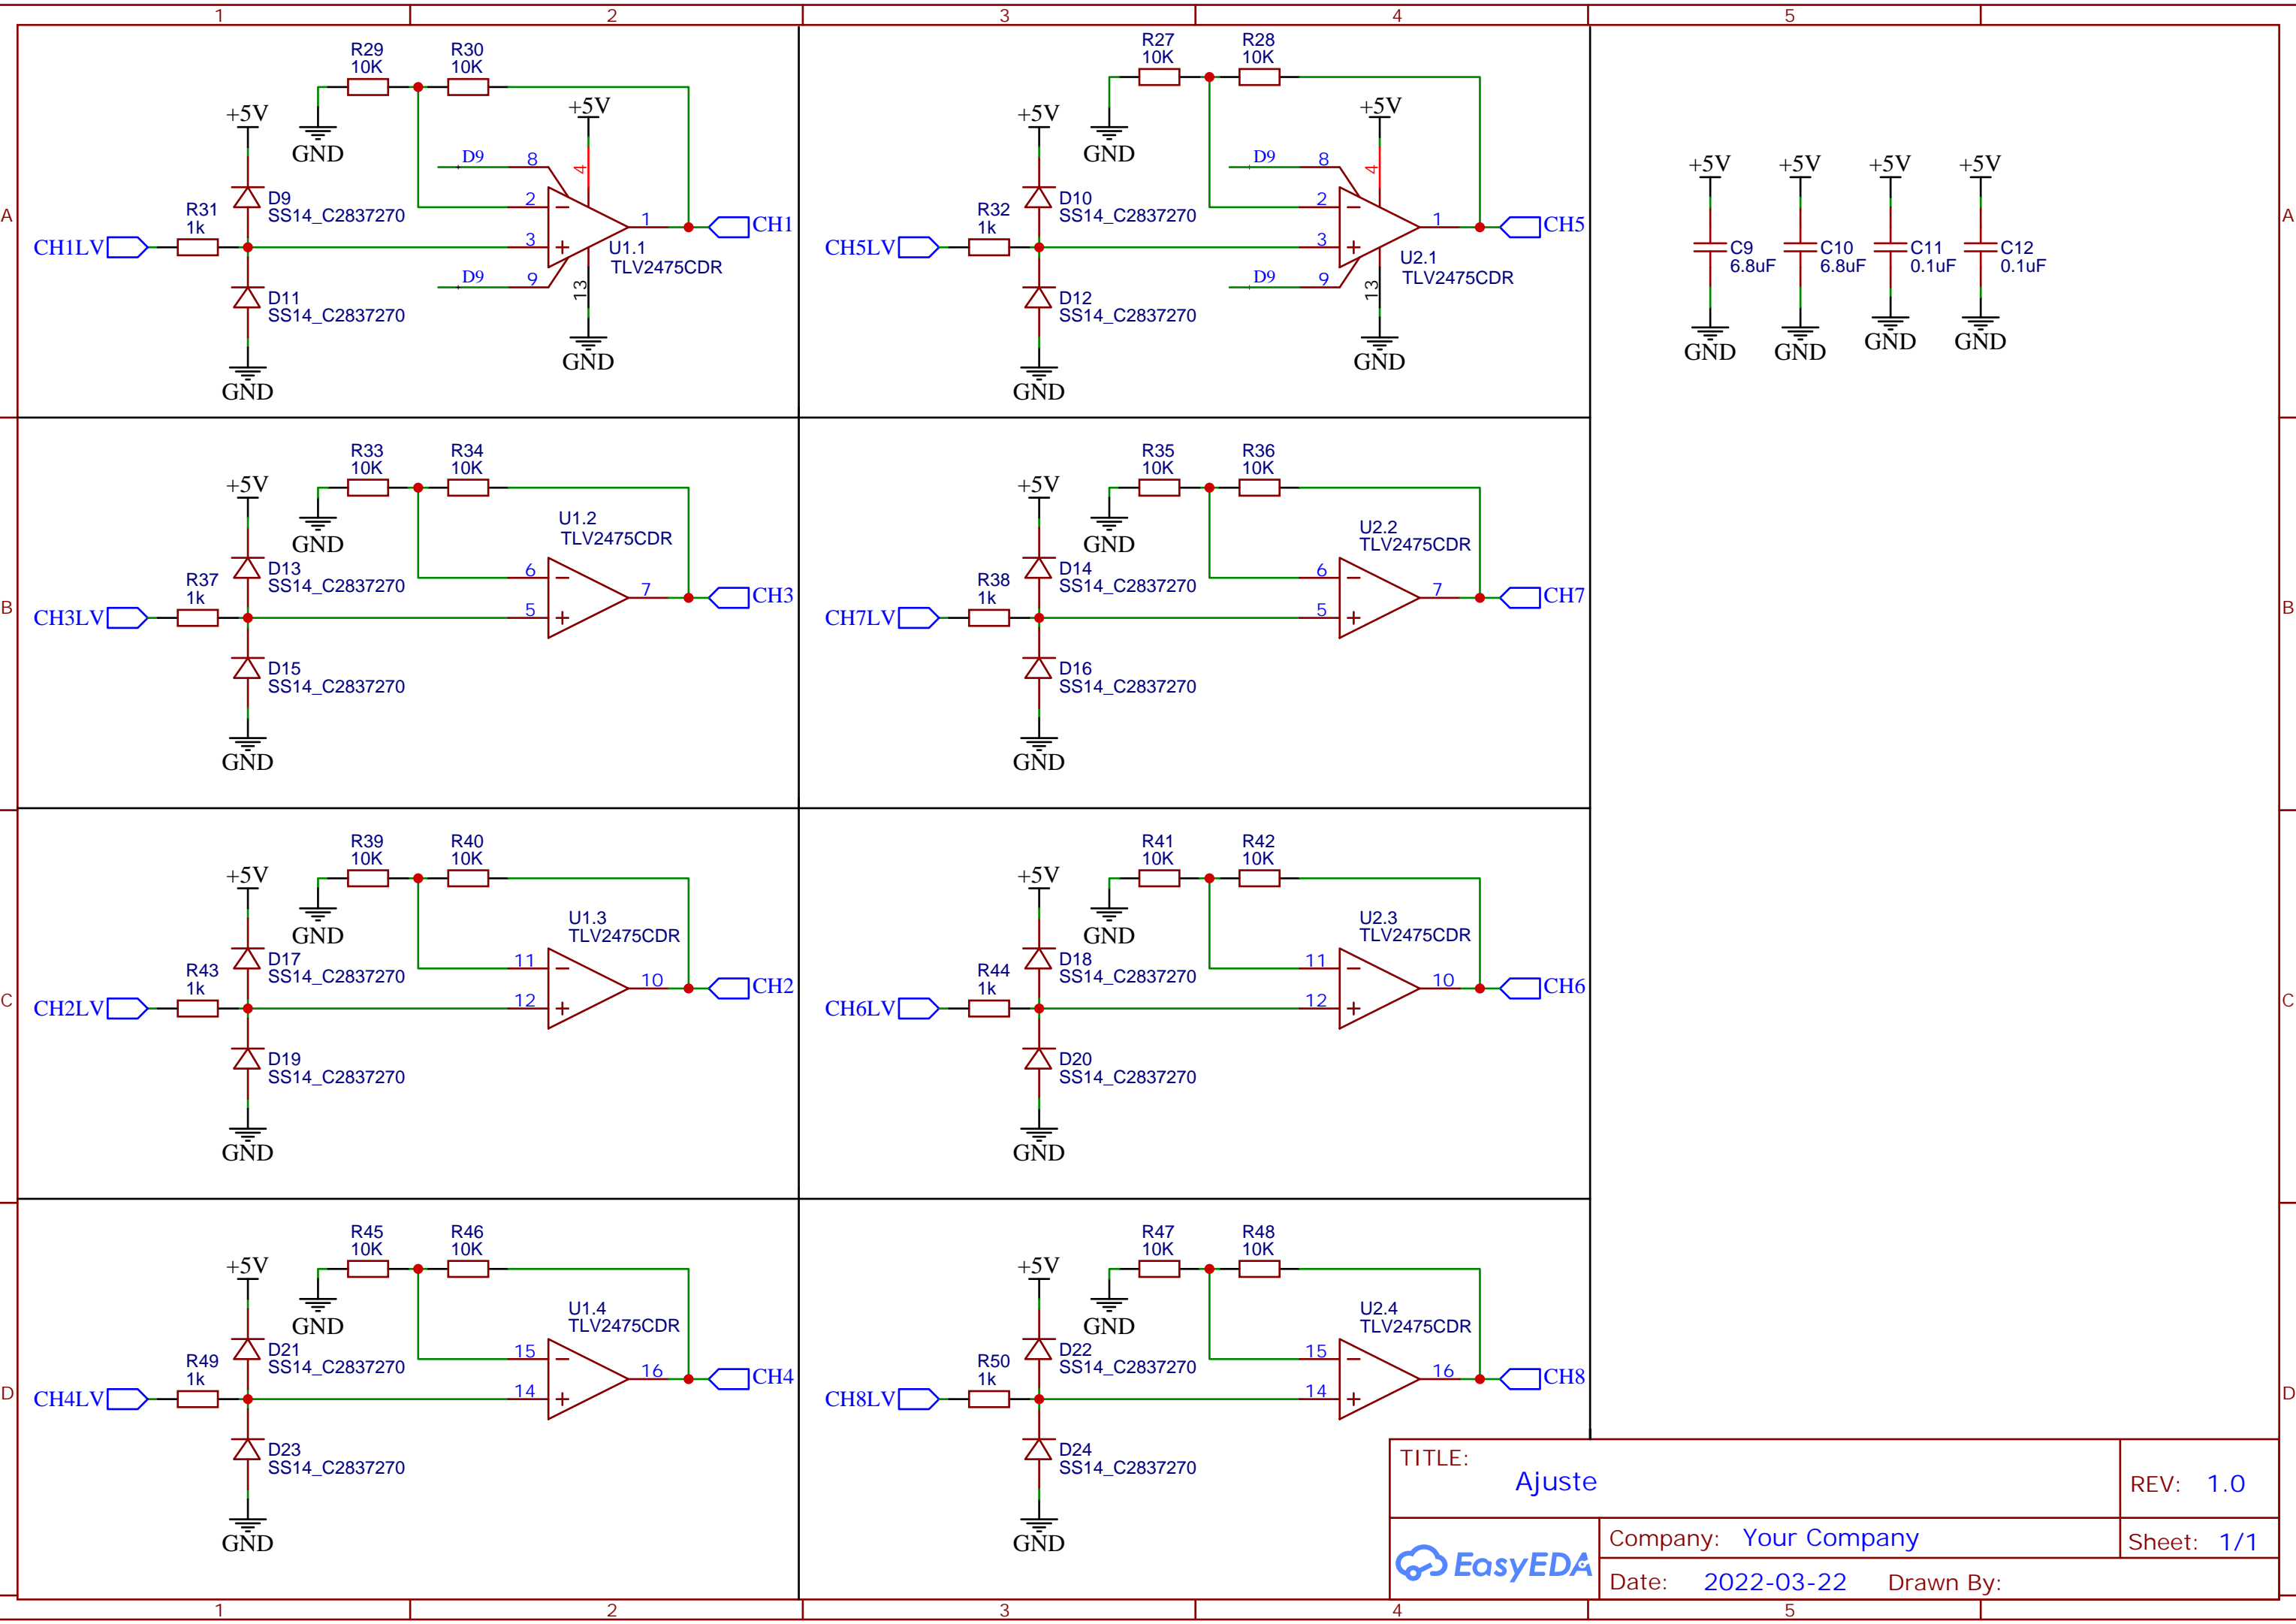 1 2 3 4 5
A
R29 R30
10K 10K
+5V
GND
+5V
D9 8 4
2
D9
SS14_C2837270
R31
1k
CH1LV
3
1
CH1
U1.1
TLV2475CDR
D9 9 13
D11
SS14_C2837270
GND
GND
R27 R28
10K 10K
+5V
GND
+5V
D9 8 4
2
D10
SS14_C2837270
R32
1k
CH5LV
3
1
CH5
U2.1
TLV2475CDR
D9 9 13
D12
SS14_C2837270
GND
GND
+5V +5V +5V +5V
C9 C10 C11 C12
6.8uF 6.8uF 0.1uF 0.1uF
GND GND GND GND
A
B
R33 R34
10K 10K
+5V
GND
U1.2
TLV2475CDR
D13
SS14_C2837270
6
R37
1k
CH3LV
5
7
CH3
D15
SS14_C2837270
GND
R35 R36
10K 10K
+5V
GND
U2.2
TLV2475CDR
D14
SS14_C2837270
6
R38
1k
CH7LV
5
7
CH7
D16
SS14_C2837270
GND
B
C
R39 R40
10K 10K
+5V
GND
U1.3
TLV2475CDR
D17
SS14_C2837270
11
R43
1k
CH2LV
12
10
CH2
D19
SS14_C2837270
GND
R41 R42
10K 10K
+5V
GND
U2.3
TLV2475CDR
D18
SS14_C2837270
11
R44
1k
CH6LV
12
10
CH6
D20
SS14_C2837270
GND
C
D
R45 R46
10K 10K
+5V
GND
U1.4
TLV2475CDR
D21
SS14_C2837270
15
R49
1k
CH4LV
14
16
CH4
D23
SS14_C2837270
GND
R47 R48
10K 10K
+5V
GND
U2.4
TLV2475CDR
D22
SS14_C2837270
15
R50
1k
CH8LV
14
16
CH8
D24
SS14_C2837270
GND
D
TITLE:
Ajuste
REV: 1.0
EasyEDA
Company: Your Company
Sheet: 1/1
Date: 2022-03-22 Drawn By:
1 2 3 4 5